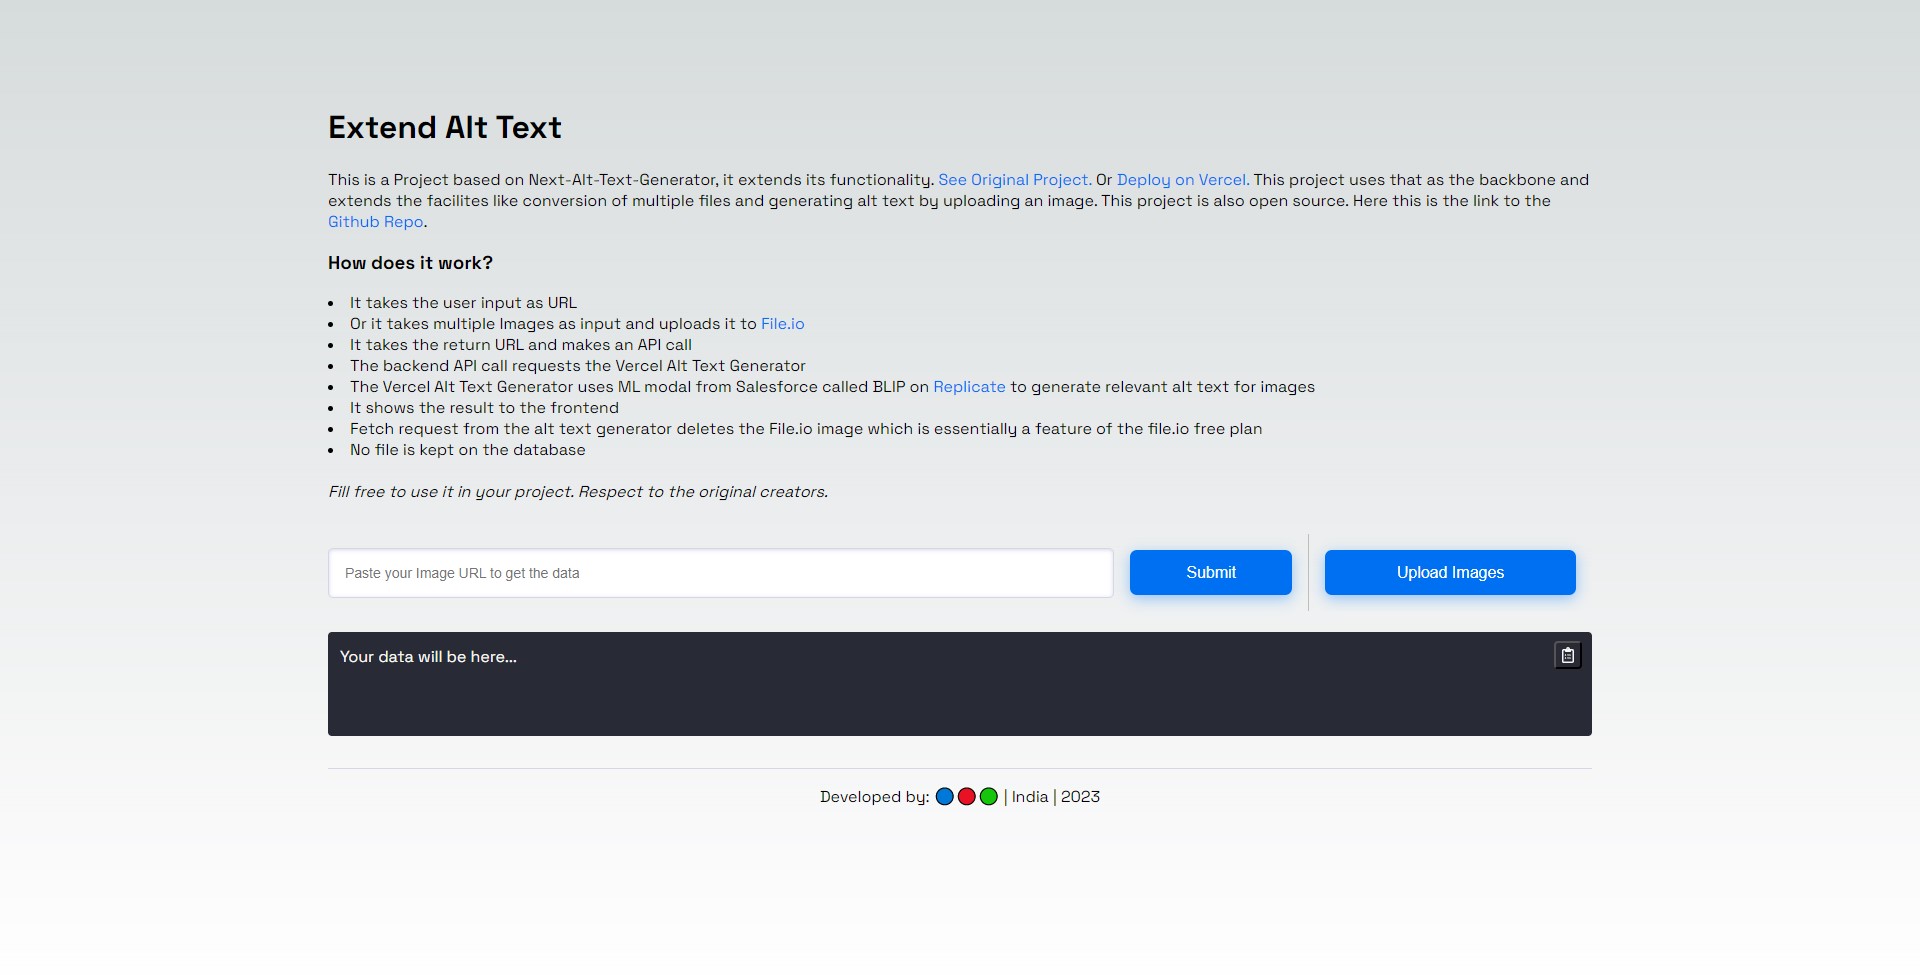 Extend Alt Text
This is a Project based on Next-Alt-Text-Generator, it extends its functionality. See Original Project. Or Deploy on Vercel. This project uses that as the backbone and
extends the facilites like conversion of multiple files and generating alt text by uploading an image. This project is also open source. Here this is the link to the
Github Repo.
How does it work?
• It takes the user input as URL
• Or it takes multiple Images as input and uploads it to File.io
• It takes the return URL and makes an API call
• The backend API call requests the Vercel Alt Text Generator
• The Vercel Alt Text Generator uses ML modal from Salesforce called BLIP on Replicate to generate relevant alt text for images
• It shows the result to the frontend
• Fetch request from the alt text generator deletes the File.io image which is essentially a feature of the file.io free plan
• No file is kept on the database
Fill free to use it in your project. Respect to the original creators.
Paste your Image URL to get the data
Submit
Upload Images
Your data will be here...
Developed by: | India | 2023